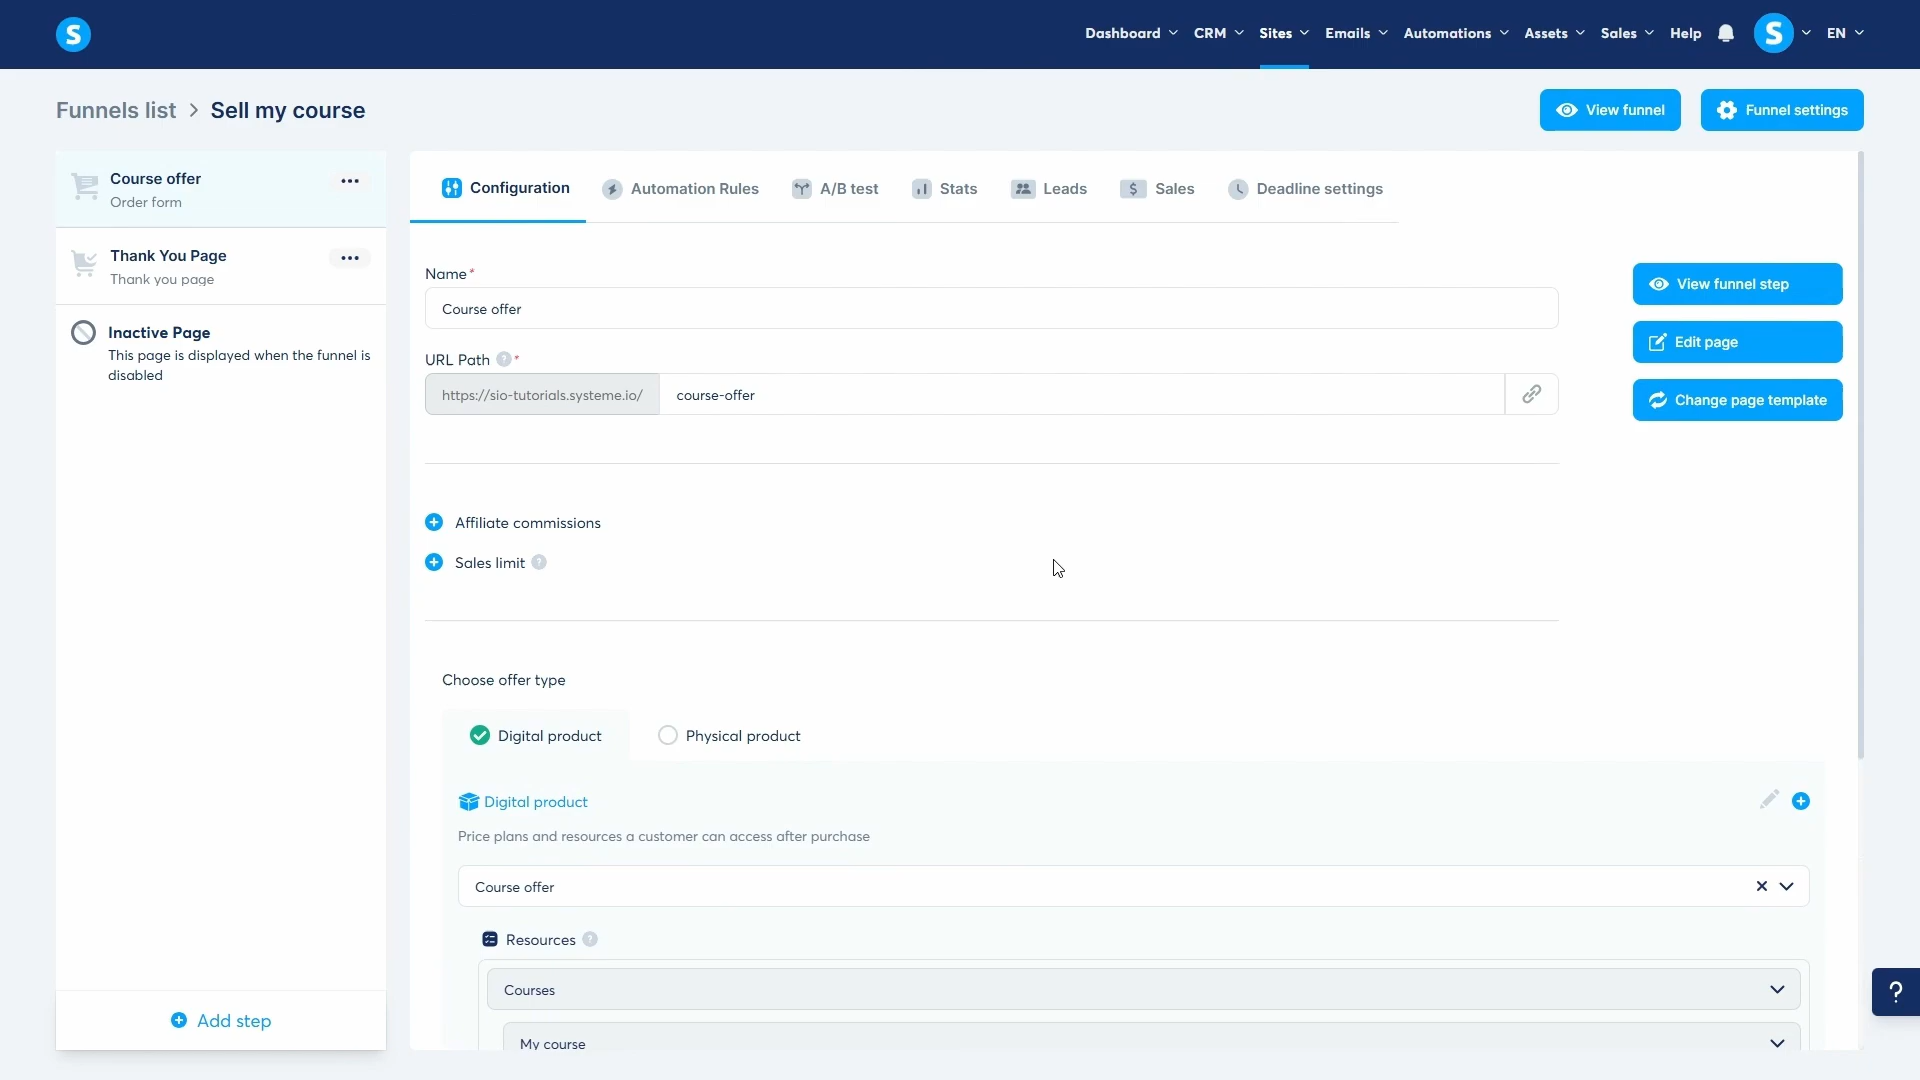 S
Dashboard
CRM
Sites
Emails
Automations
Assets
Sales
Help
S
EN
Funnels list > Sell my course
View funnel
Funnel settings
Course offer
Order form
Thank You Page
Thank you page
Inactive Page
This page is displayed when the funnel is
disabled
Add step
Configuration
Automation Rules
A/B test
Stats
Leads
$ Sales
Deadline settings
Name*
Course offer
URL Path ? *
https://sio-tutorials.systeme.io/ course-offer
View funnel step
Edit page
Change page template
Affiliate commissions
Sales limit ?
Choose offer type
Digital product
Physical product
Digital product
Price plans and resources a customer can access after purchase
Course offer
Resources ?
Courses
My course
?